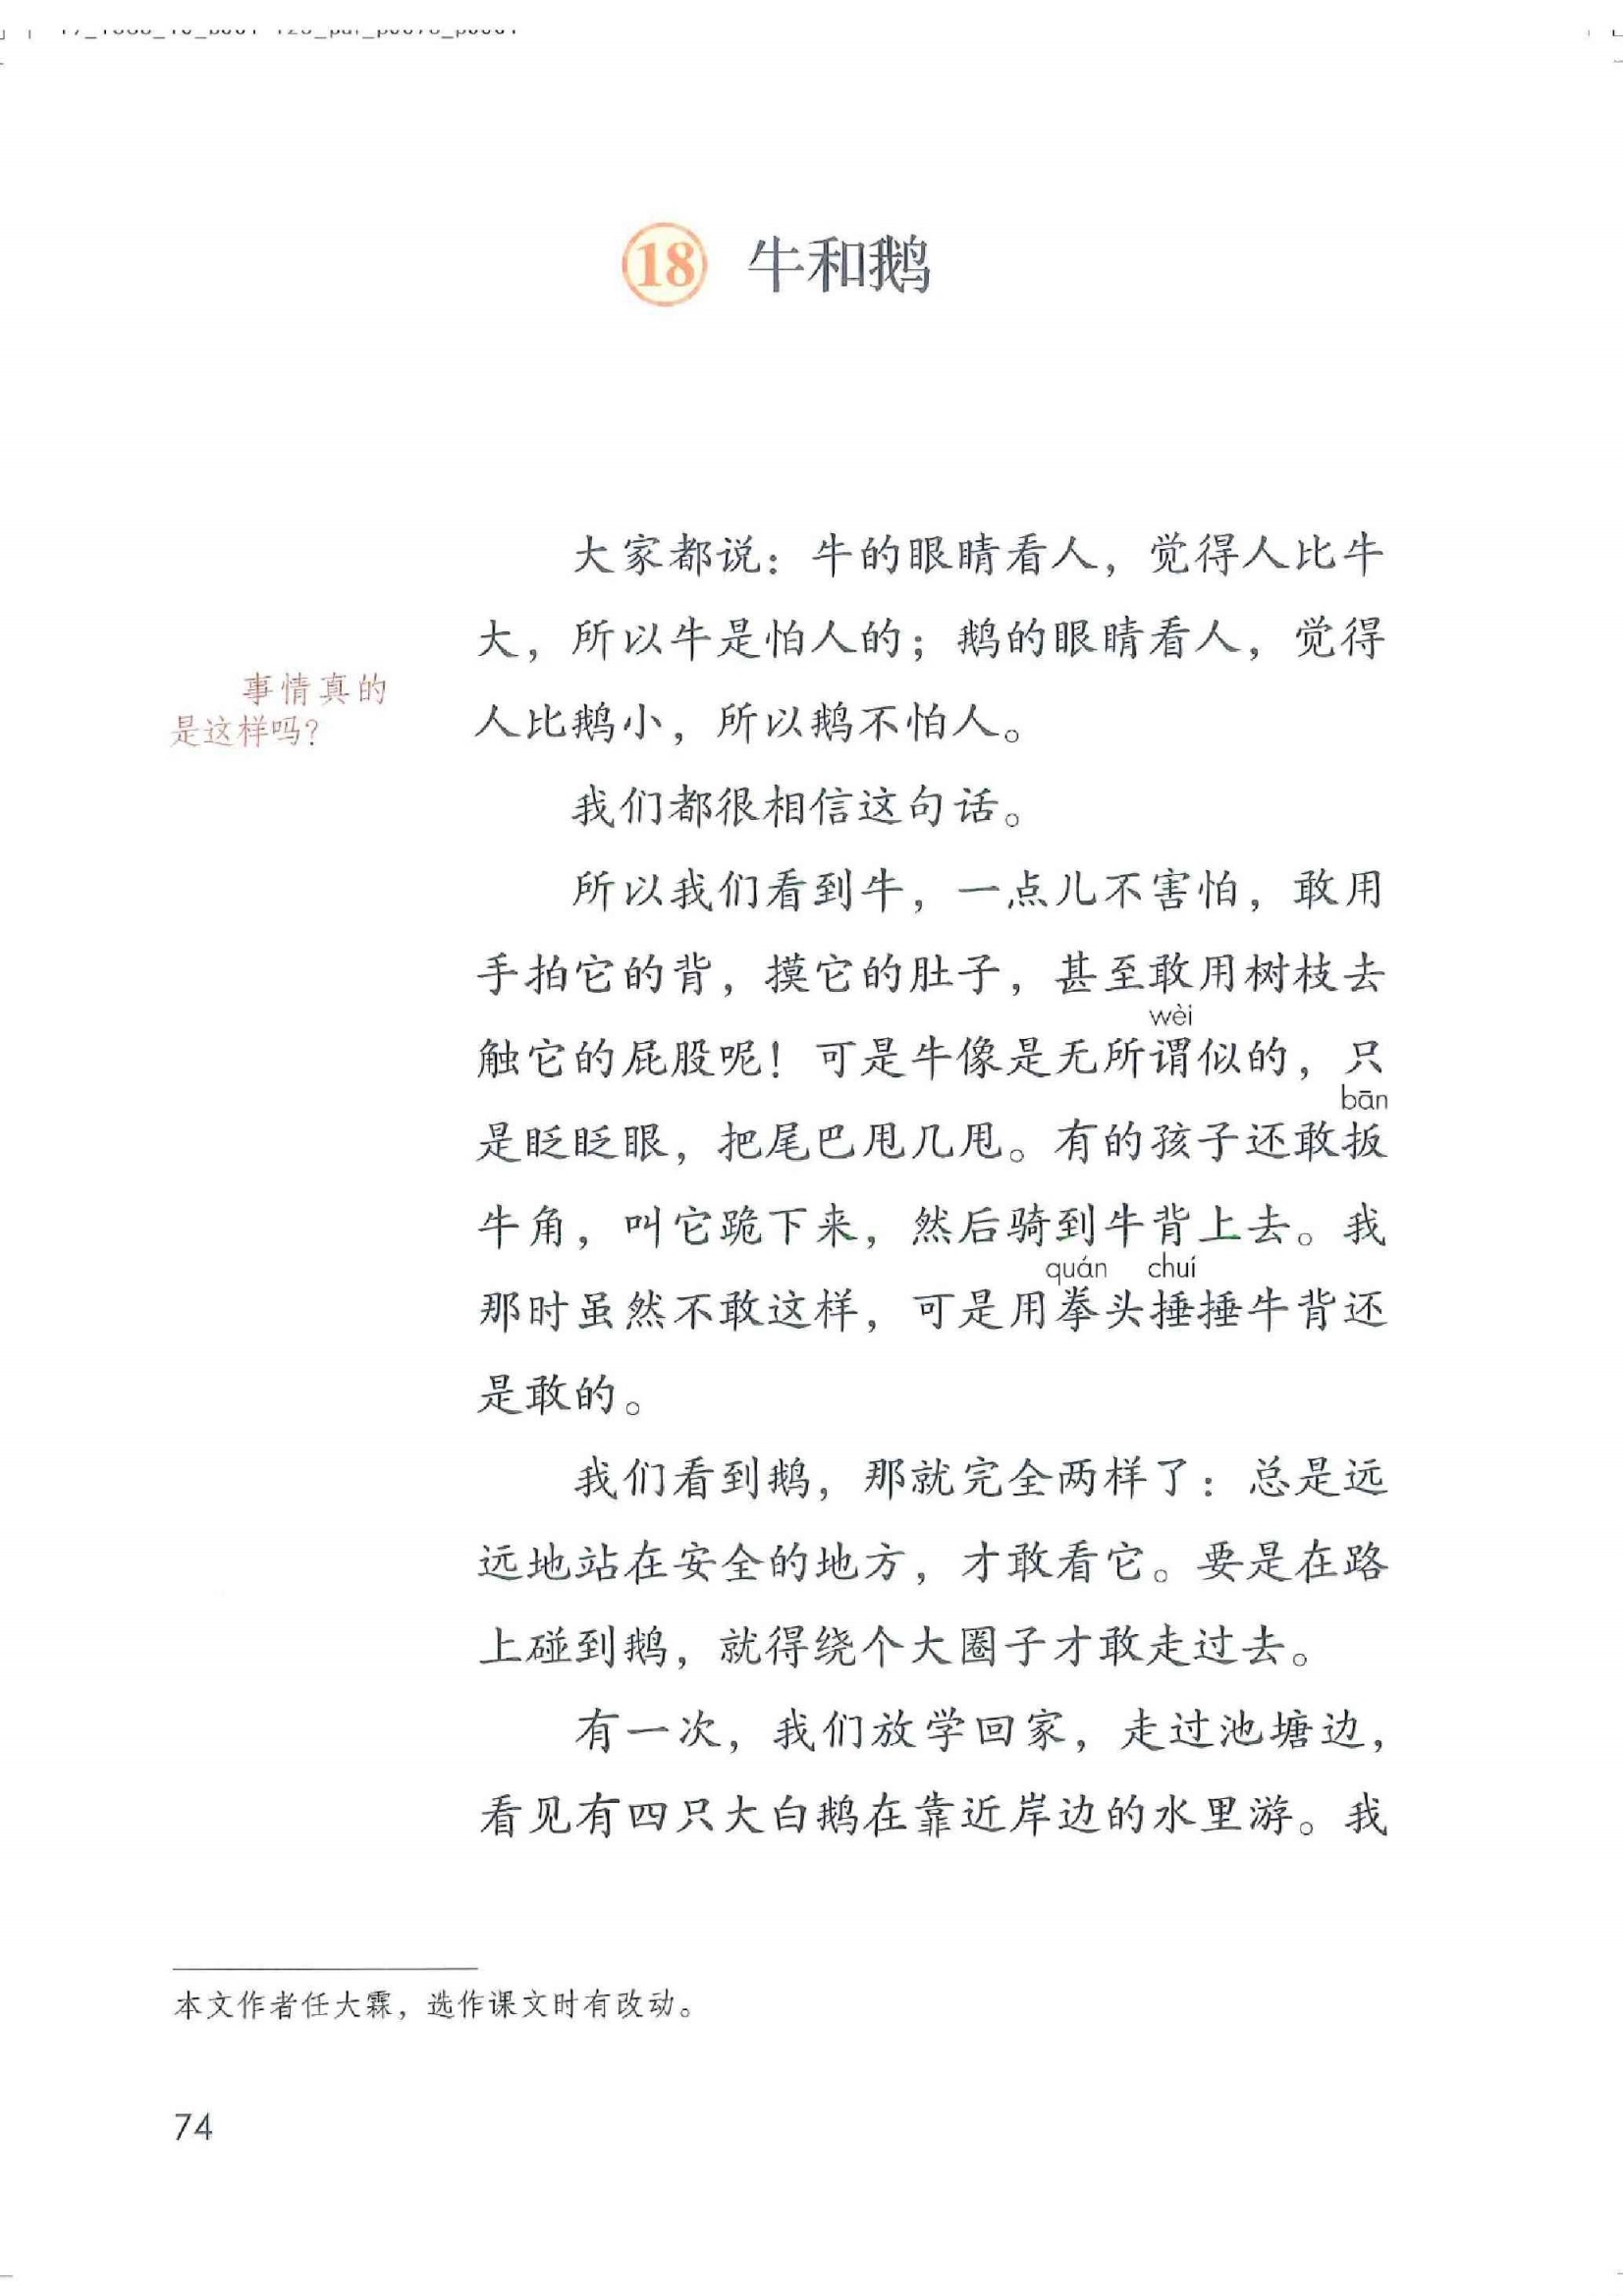 18 牛和鹅
大家都说：牛的眼睛看人，觉得人比牛
大，所以牛是怕人的；鹅的眼睛看人，觉得
人比鹅小，所以鹅不怕人。
事情真的
是这样吗？
我们都很相信这句话。
所以我们看到牛，一点儿不害怕，敢用
手拍它的背，摸它的肚子，甚至敢用树枝去
wèi
触它的屁股呢！可是牛像是无所谓似的，只
bān
是眨眨眼，把尾巴甩几甩。有的孩子还敢扳
牛角，叫它跪下来，然后骑到牛背上去。我
quán chuí
那时虽然不敢这样，可是用拳头捶捶牛背还
是敢的。
我们看到鹅，那就完全两样了：总是远
远地站在安全的地方，才敢看它。要是在路
上碰到鹅，就得绕个大圈子才敢走过去。
有一次，我们放学回家，走过池塘边，
看见有四只大白鹅在靠近岸边的水里游。我
本文作者任大霖，选作课文时有改动。
74